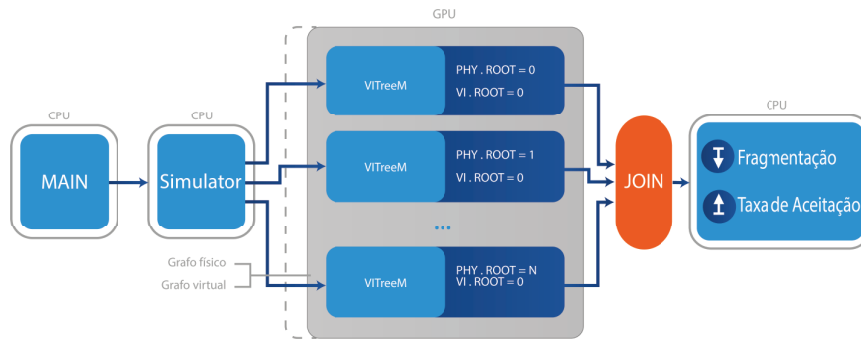 GPU
CPU
MAIN
CPU
Simulator
VITreeM
PHY . ROOT = 0
VI . ROOT = 0
VITreeM
PHY . ROOT = 1
VI . ROOT = 0
...
VITreeM
PHY . ROOT = N
VI . ROOT = 0
Grafo físico
Grafo virtual
JOIN
CPU
Fragmentação
Taxa de Aceitação